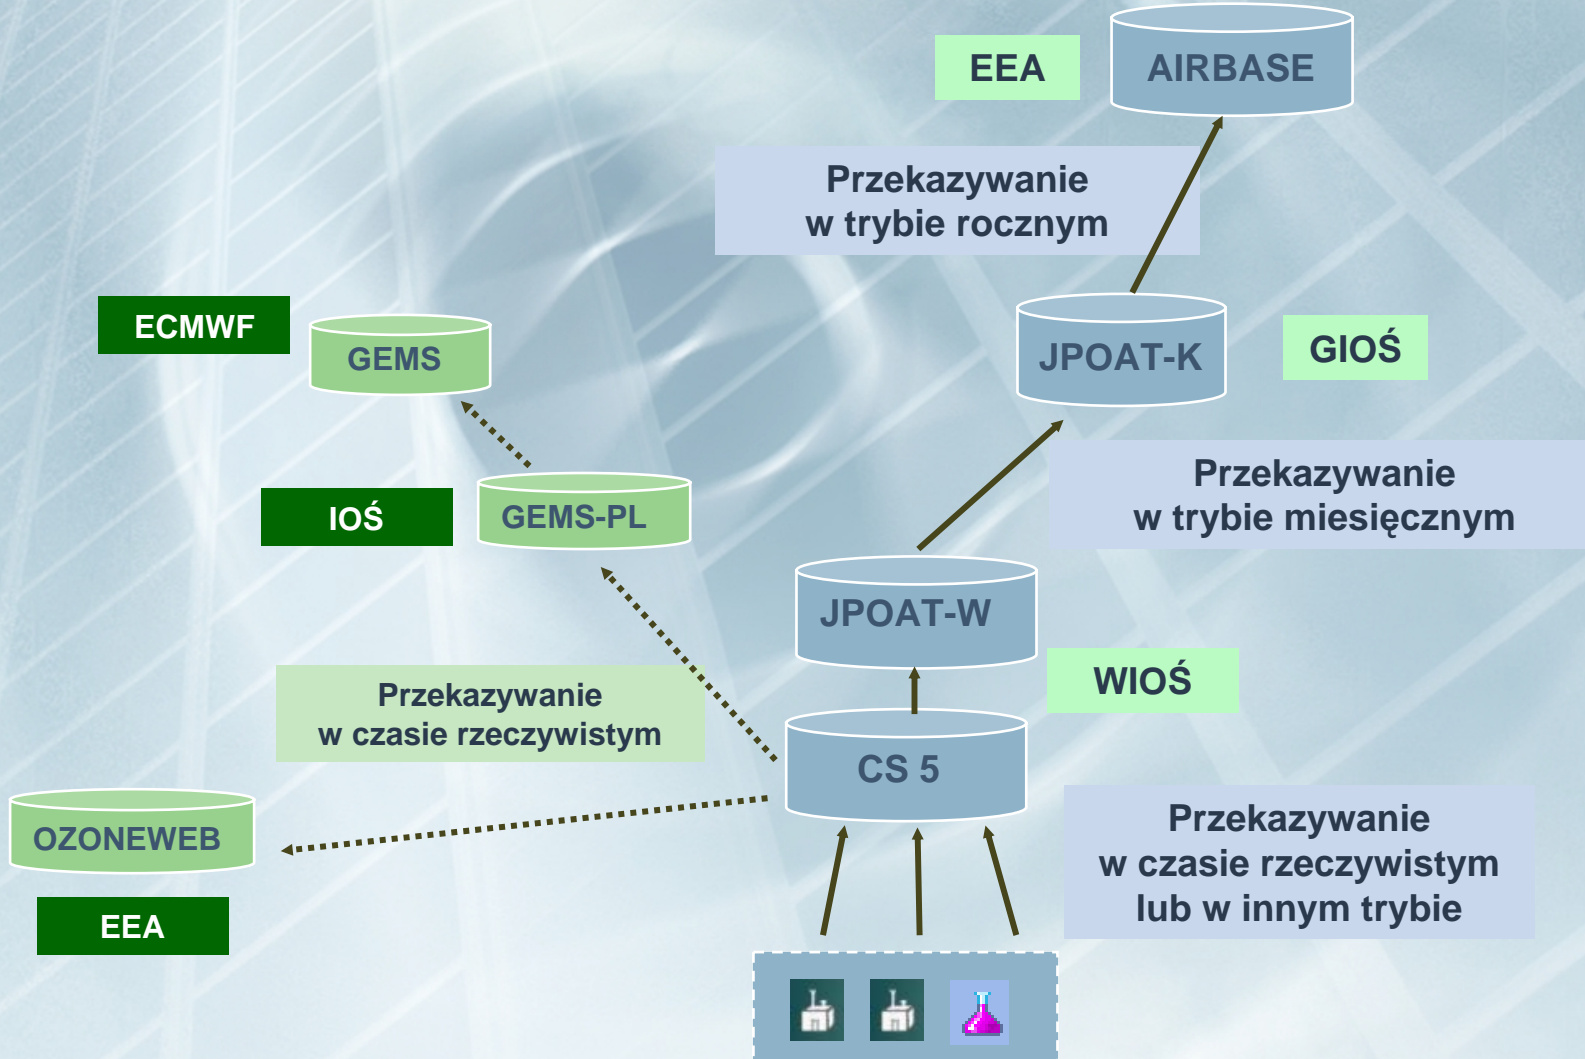 EEA
AIRBASE
Przekazywanie
w trybie rocznym
ECMWF
GEMS
JPOAT-K
GIOŚ
IOŚ
GEMS-PL
Przekazywanie
w trybie miesięcznym
JPOAT-W
WIOŚ
Przekazywanie
w czasie rzeczywistym
CS 5
OZONEWEB
EEA
Przekazywanie
w czasie rzeczywistym
lub w innym trybie